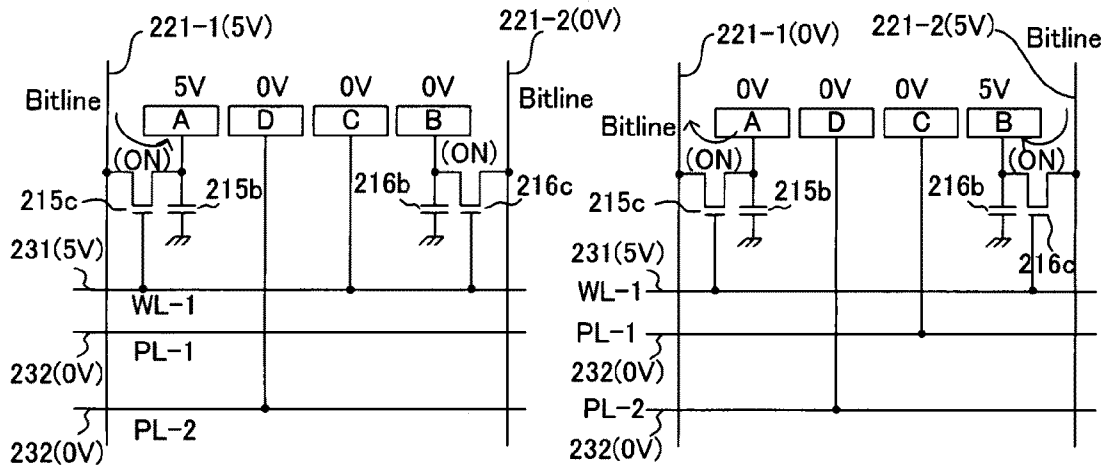 221-1(5V)
221-2(0V)
5V 0V 0V 0V
Bitline
A D C B
Bitline
(ON) (ON)
215c 215b 216b 216c
231(5V)
WL-1
PL-1
232(0V)
PL-2
232(0V)
221-1(0V)
221-2(5V)
Bitline
0V 0V 0V 5V
Bitline
A D C B
(ON) (ON)
215c 215b 216b
216c
231(5V)
WL-1
PL-1
232(0V)
PL-2
232(0V)